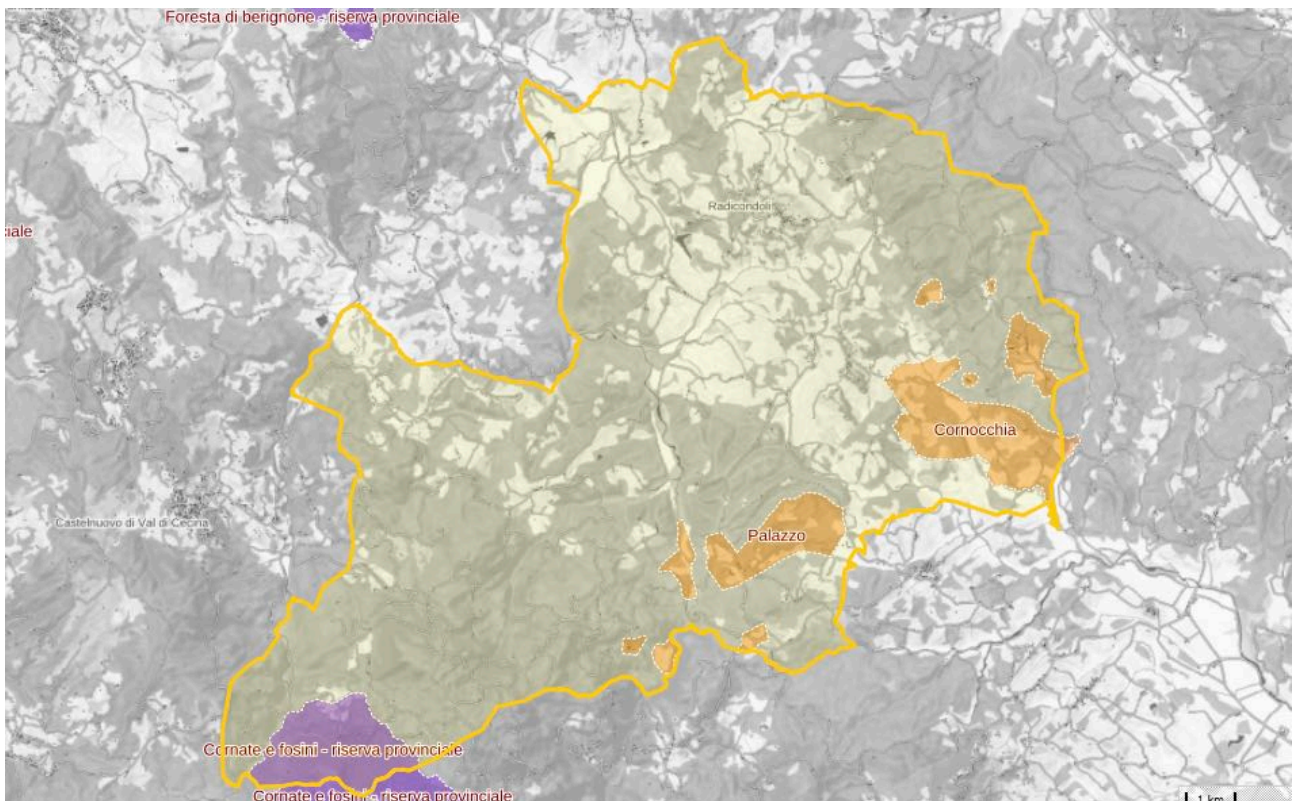 Foresta di berignone - riserva provinciale
Radicondoli
ciale
Cornocchia
Castelnuovo di Val di Cecina
Palazzo
Cornate e fosini - riserva provinciale
Cornate e fosini - riserva provinciale
1 km